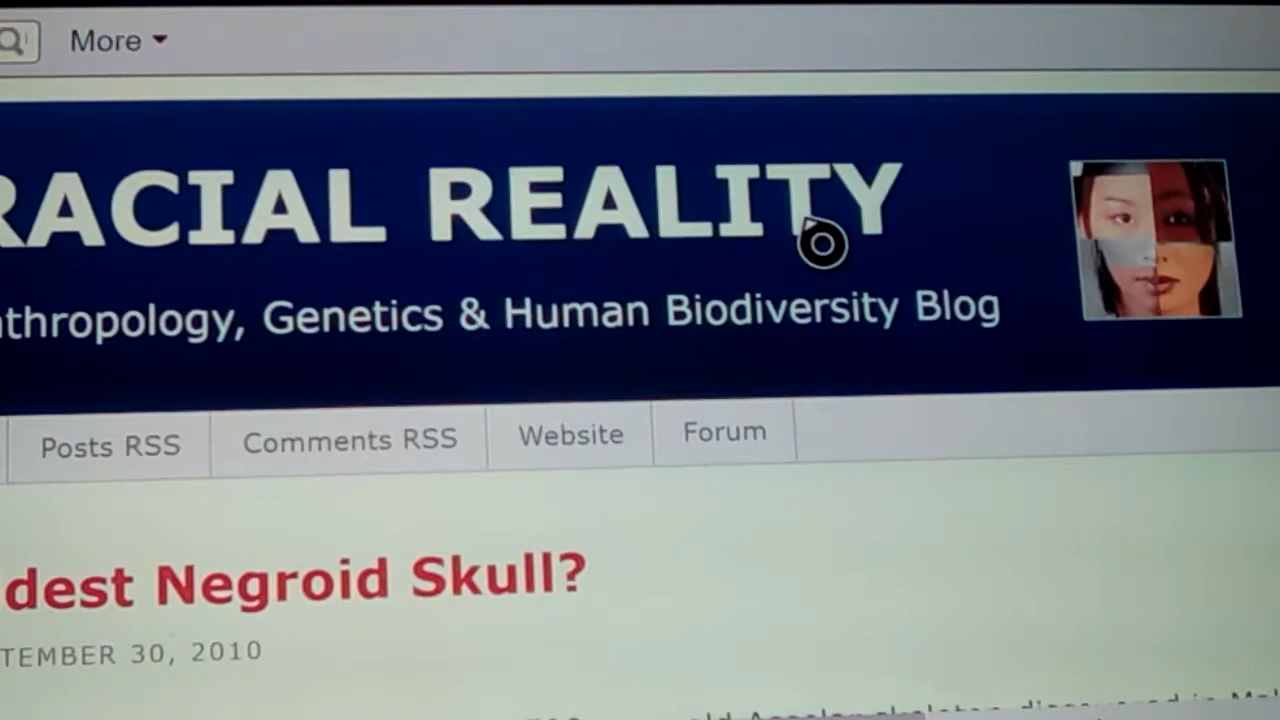 More
RACIAL REALITY
nthropology, Genetics & Human Biodiversity Blog
Posts RSS
Comments RSS
Website
Forum
dest Negroid Skull?
TEMBER 30, 2010